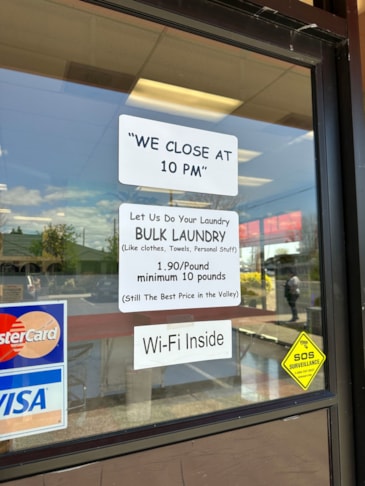 "WE CLOSE AT
10 PM"
Let Us Do Your Laundry
BULK LAUNDRY
(Like clothes, Towels, Personal Stuff)
1.90/Pound
minimum 10 pounds
(Still The Best Price in the Valley)
Wi-Fi Inside
sterCard
VISA
SOS
SURVEILLANCE